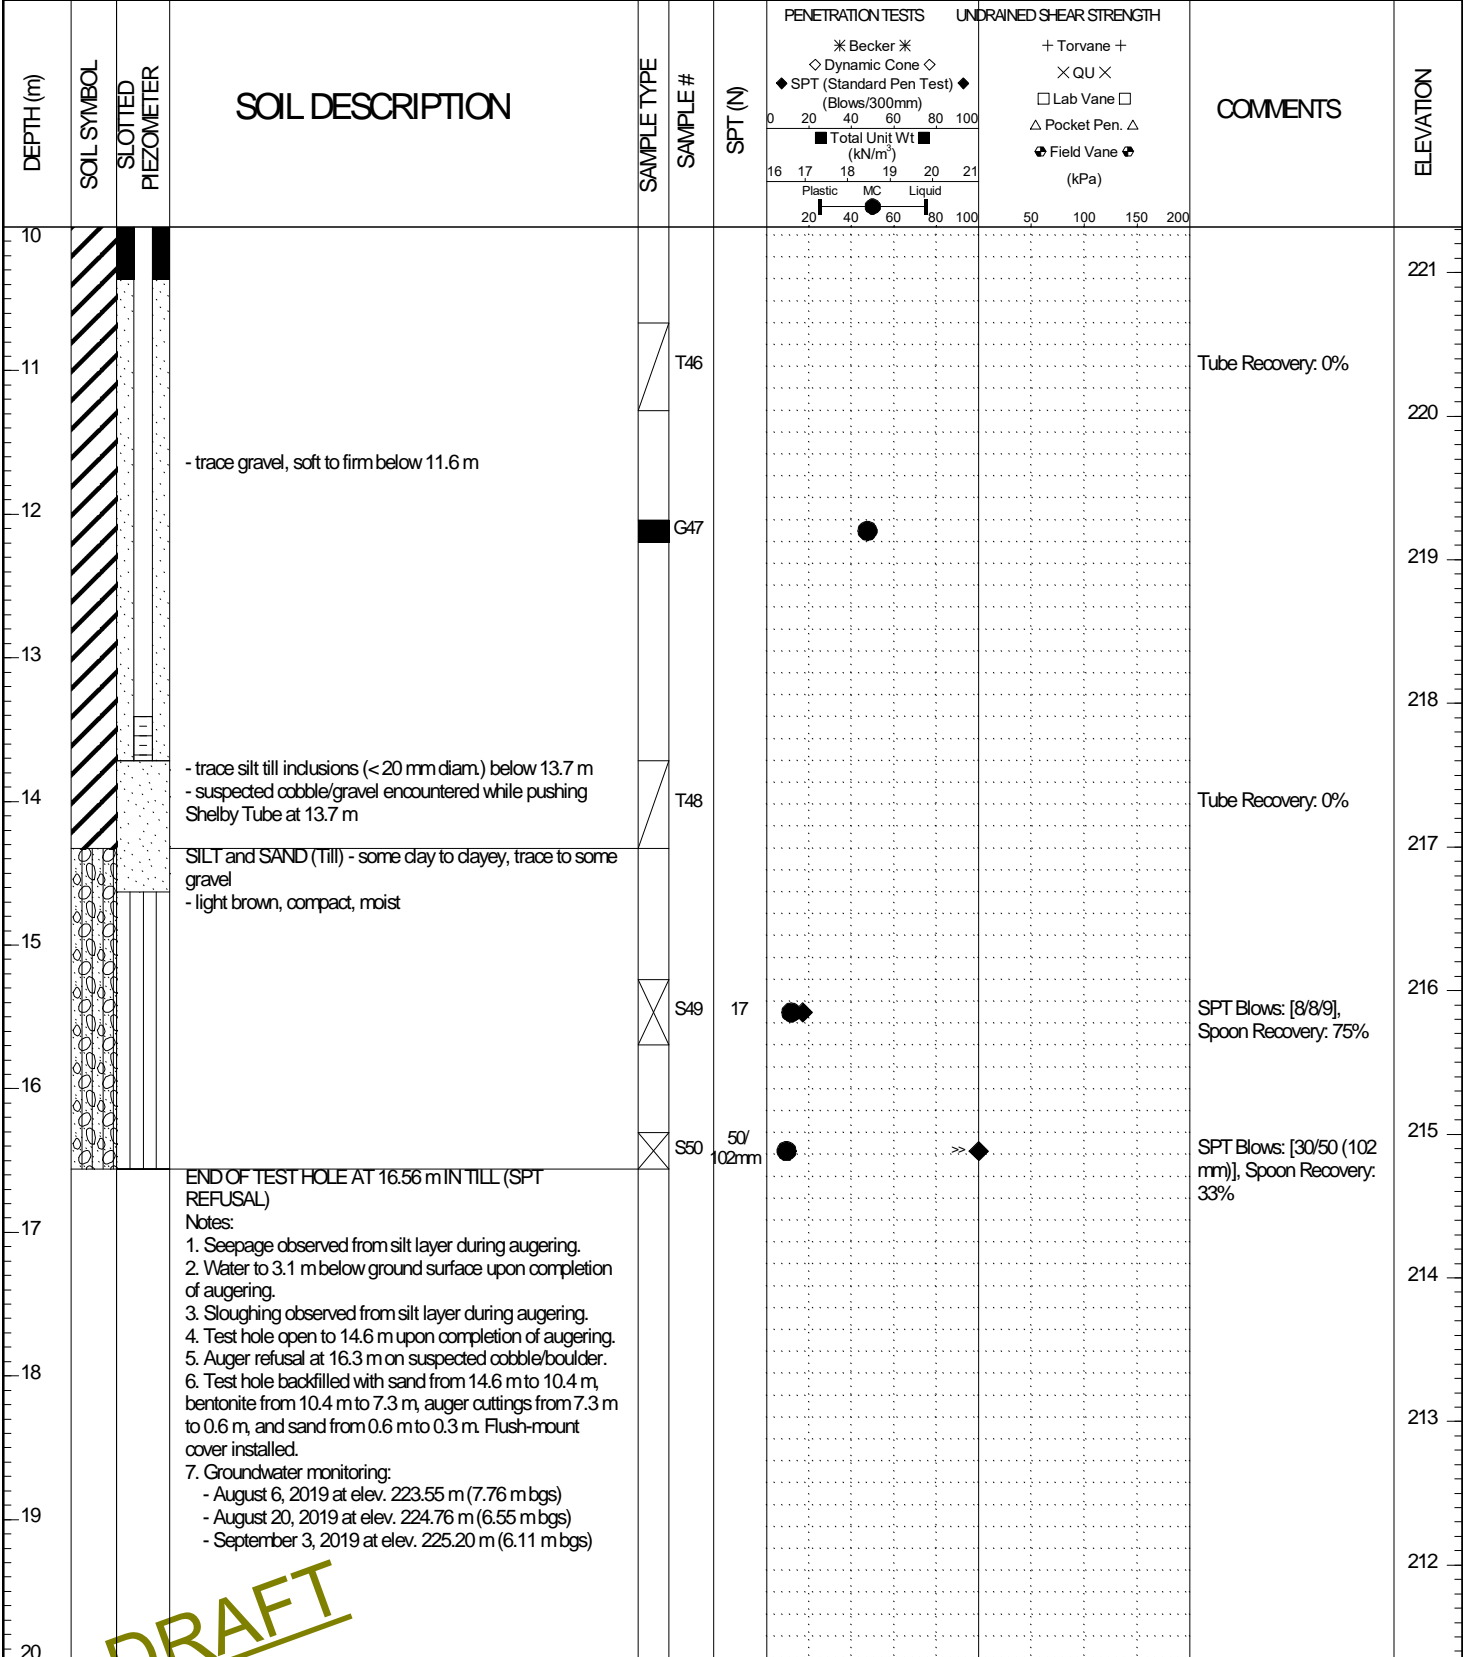 DEPTH (m)
SOIL SYMBOL
SLOTTED
PIEZOMETER
SOIL DESCRIPTION
SAMPLE TYPE
SAMPLE #
SPT (N)
PENETRATION TESTS
✳ Becker ✳
◇ Dynamic Cone ◇
◆ SPT (Standard Pen Test) ◆
(Blows/300mm)
0 20 40 60 80 100
■ Total Unit Wt ■
(kN/m³)
16 17 18 19 20 21
Plastic MC Liquid
20 40 60 80 100
UNDRAINED SHEAR STRENGTH
+ Torvane +
× QU ×
□ Lab Vane □
△ Pocket Pen. △
Field Vane
(kPa)
50 100 150 200
COMMENTS
ELEVATION
10
221
T46
Tube Recovery: 0%
11
220
- trace gravel, soft to firm below 11.6 m
12
G47
219
13
218
- trace silt till inclusions (< 20 mm diam.) below 13.7 m
- suspected cobble/gravel encountered while pushing
Shelby Tube at 13.7 m
14
T48
Tube Recovery: 0%
217
SILT and SAND (Till) - some clay to clayey, trace to some
gravel
- light brown, compact, moist
15
216
S49
17
SPT Blows: [8/8/9],
Spoon Recovery: 75%
16
215
S50
50/
102mm
>>
SPT Blows: [30/50 (102
mm)], Spoon Recovery:
33%
END OF TEST HOLE AT 16.56 m IN TILL (SPT
REFUSAL)
Notes:
1. Seepage observed from silt layer during augering.
2. Water to 3.1 m below ground surface upon completion
of augering.
3. Sloughing observed from silt layer during augering.
4. Test hole open to 14.6 m upon completion of augering.
5. Auger refusal at 16.3 m on suspected cobble/boulder.
6. Test hole backfilled with sand from 14.6 m to 10.4 m,
bentonite from 10.4 m to 7.3 m, auger cuttings from 7.3 m
to 0.6 m, and sand from 0.6 m to 0.3 m. Flush-mount
cover installed.
7. Groundwater monitoring:
- August 6, 2019 at elev. 223.55 m (7.76 m bgs)
- August 20, 2019 at elev. 224.76 m (6.55 m bgs)
- September 3, 2019 at elev. 225.20 m (6.11 m bgs)
17
214
18
213
19
212
20
DRAFT